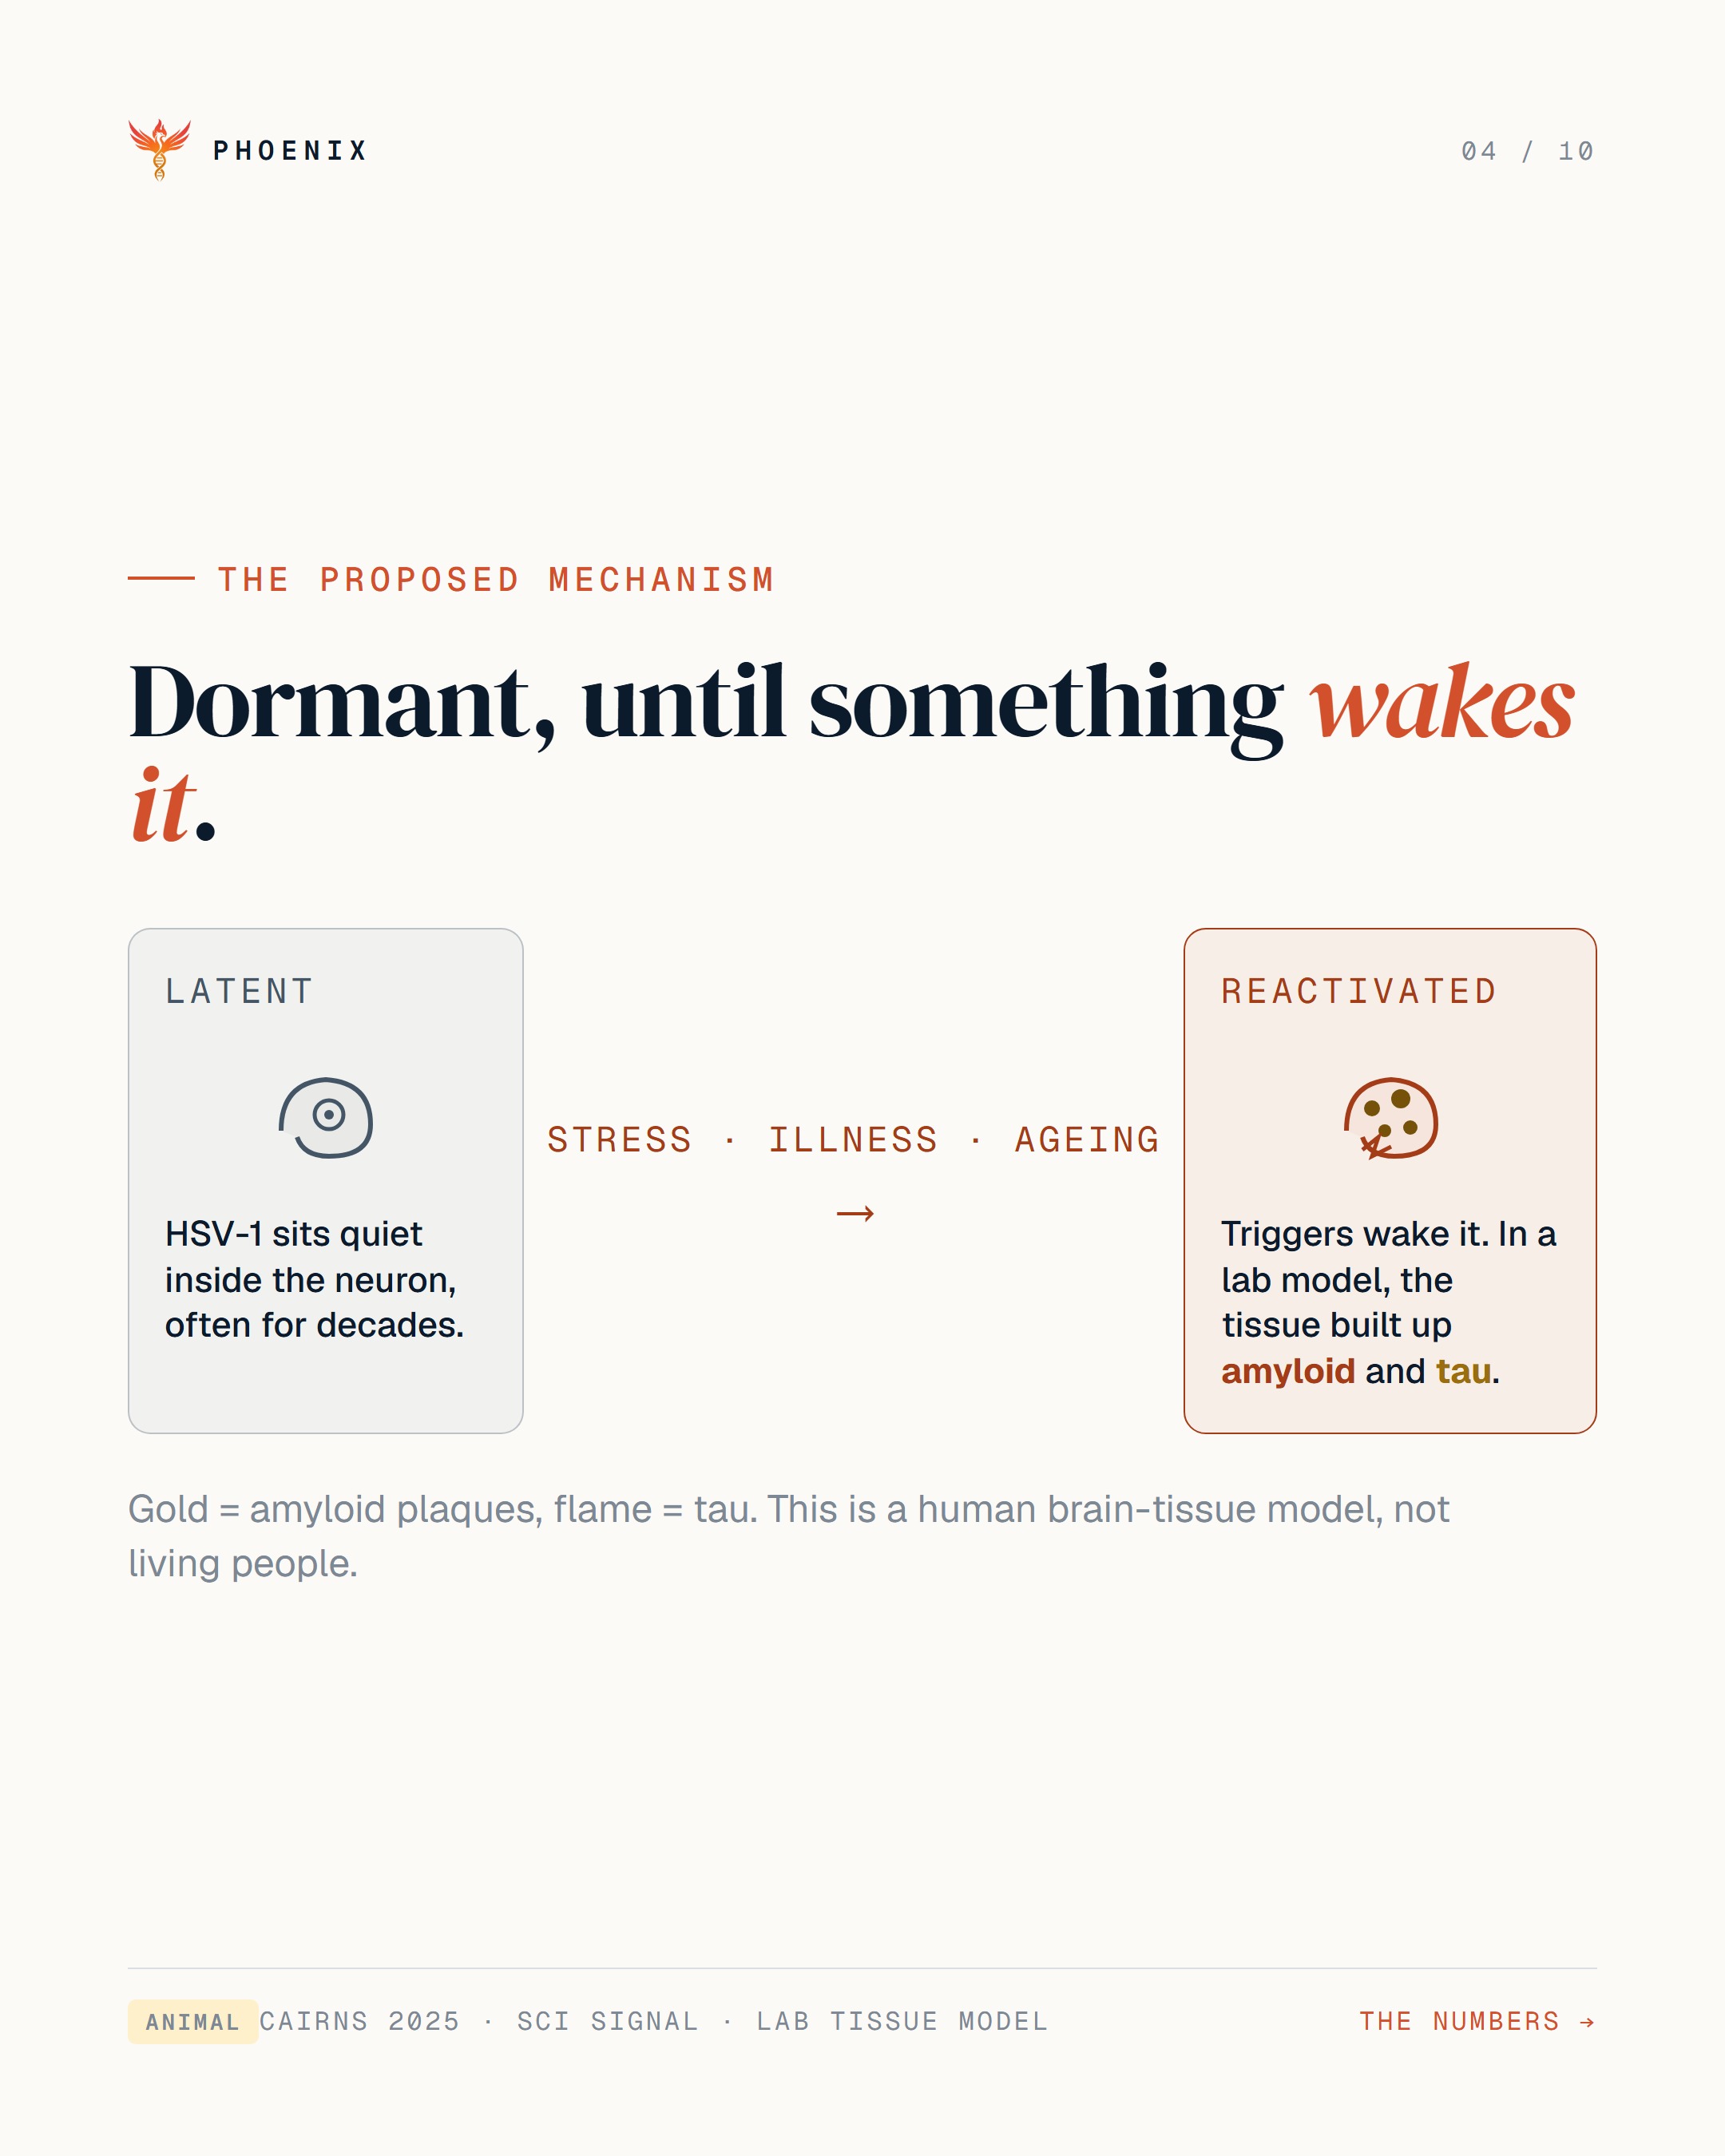 PHOENIX
04 / 10
THE PROPOSED MECHANISM
Dormant, until something wakes
it.
LATENT
HSV-1 sits quiet
inside the neuron,
often for decades.
STRESS · ILLNESS · AGEING
→
REACTIVATED
Triggers wake it. In a
lab model, the
tissue built up
amyloid and tau.
Gold = amyloid plaques, flame = tau. This is a human brain-tissue model, not
living people.
ANIMAL CAIRNS 2025 · SCI SIGNAL · LAB TISSUE MODEL
THE NUMBERS →